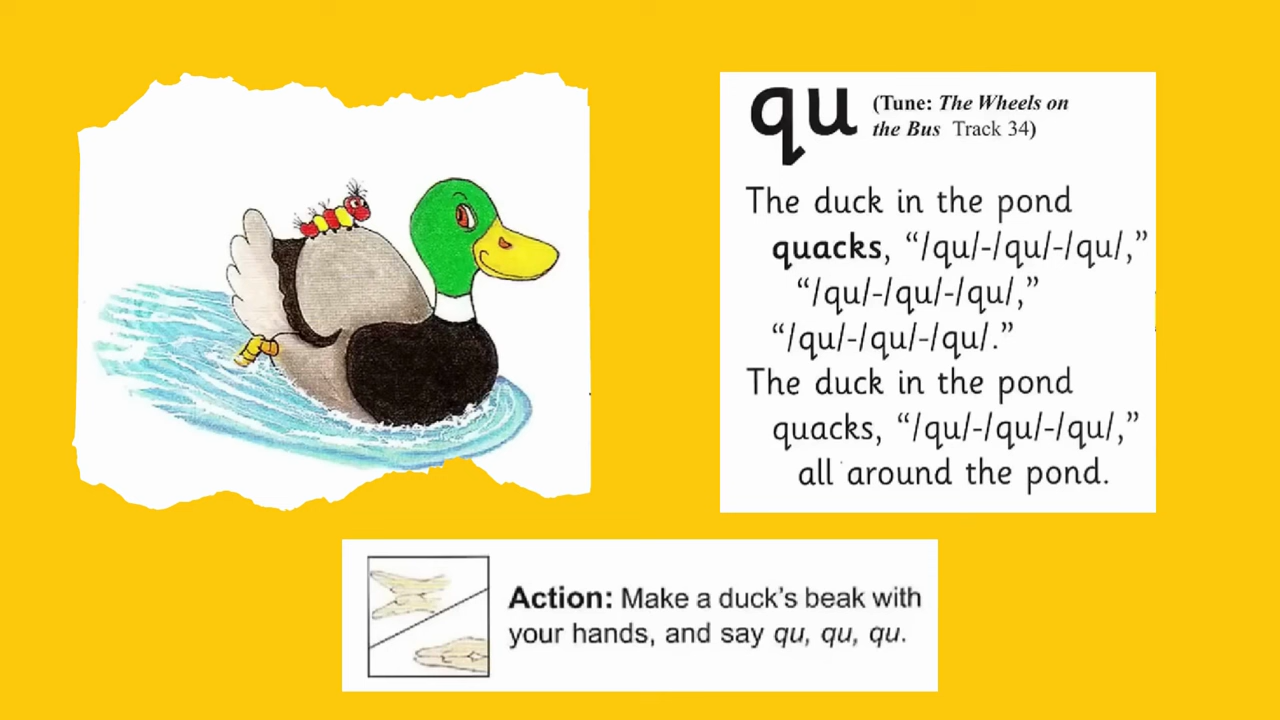 qu (Tune: The Wheels on
the Bus Track 34)
The duck in the pond
quacks, “/qu/-/qu/-/qu/,”
“/qu/-/qu/-/qu/,”
“/qu/-/qu/-/qu/.”
The duck in the pond
quacks, “/qu/-/qu/-/qu/,”
all around the pond.
Action: Make a duck’s beak with
your hands, and say qu, qu, qu.